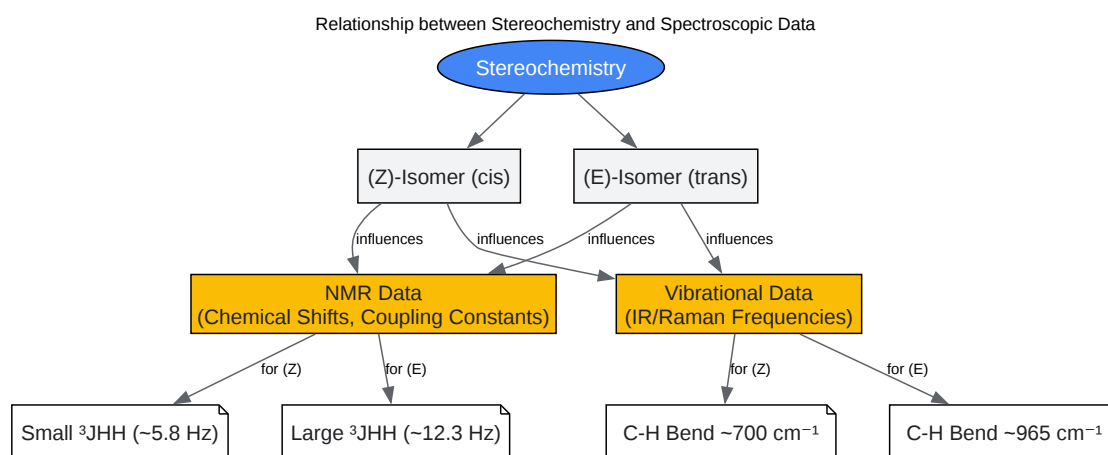 Relationship between Stereochemistry and Spectroscopic Data
Stereochemistry
(Z)-Isomer (cis)
(E)-Isomer (trans)
influences
influences
influences
influences
NMR Data
(Chemical Shifts, Coupling Constants)
Vibrational Data
(IR/Raman Frequencies)
for (Z)
for (E)
for (Z)
for (E)
Small ³JHH (~5.8 Hz)
Large ³JHH (~12.3 Hz)
C-H Bend ~700 cm⁻¹
C-H Bend ~965 cm⁻¹